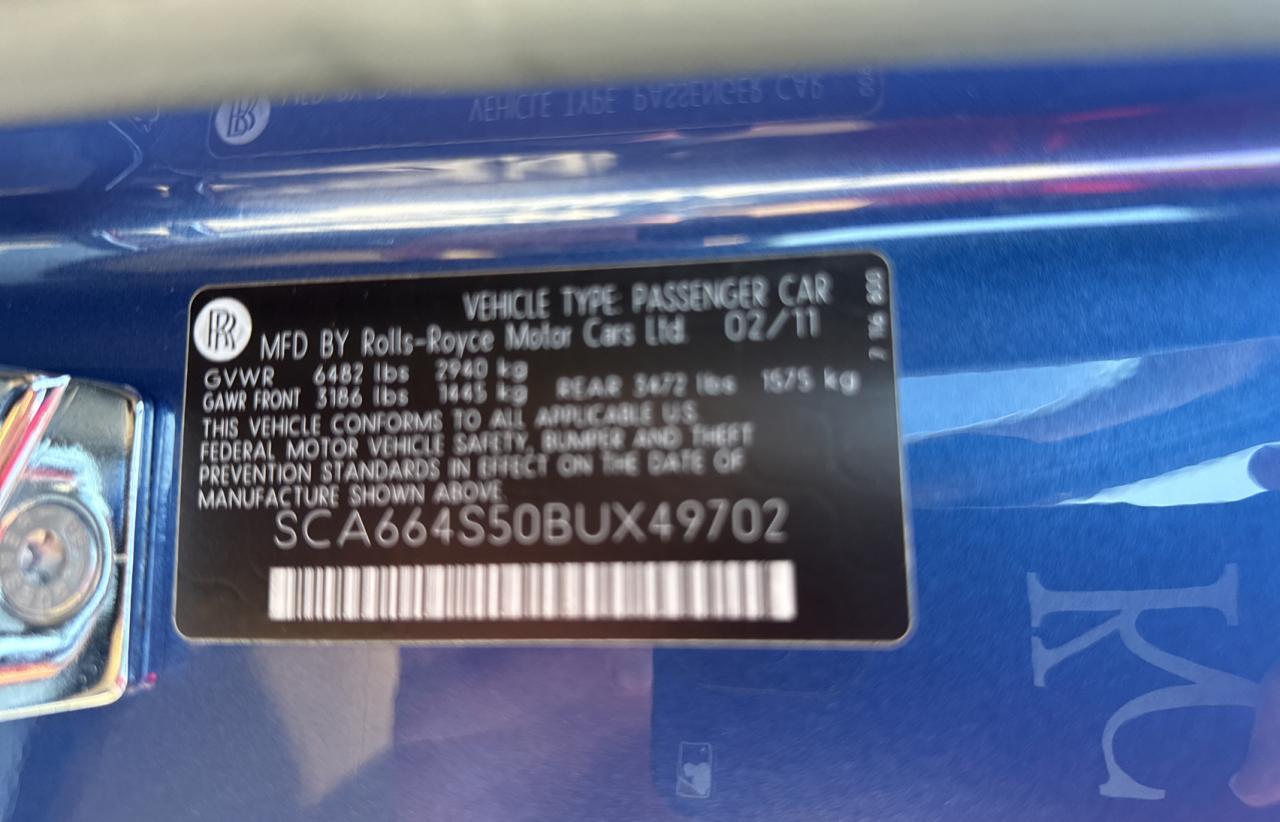 VEHICLE TYPE: PASSENGER CAR
RR
MFD BY Rolls-Royce Motor Cars Ltd. 02/11
GVWR 6482 lbs 2940 kg
GAWR FRONT 3186 lbs 1445 kg REAR 3472 lbs 1575 kg
THIS VEHICLE CONFORMS TO ALL APPLICABLE U.S.
FEDERAL MOTOR VEHICLE SAFETY, BUMPER AND THEFT
PREVENTION STANDARDS IN EFFECT ON THE DATE OF
MANUFACTURE SHOWN ABOVE
SCA664S50BUX49702
KC